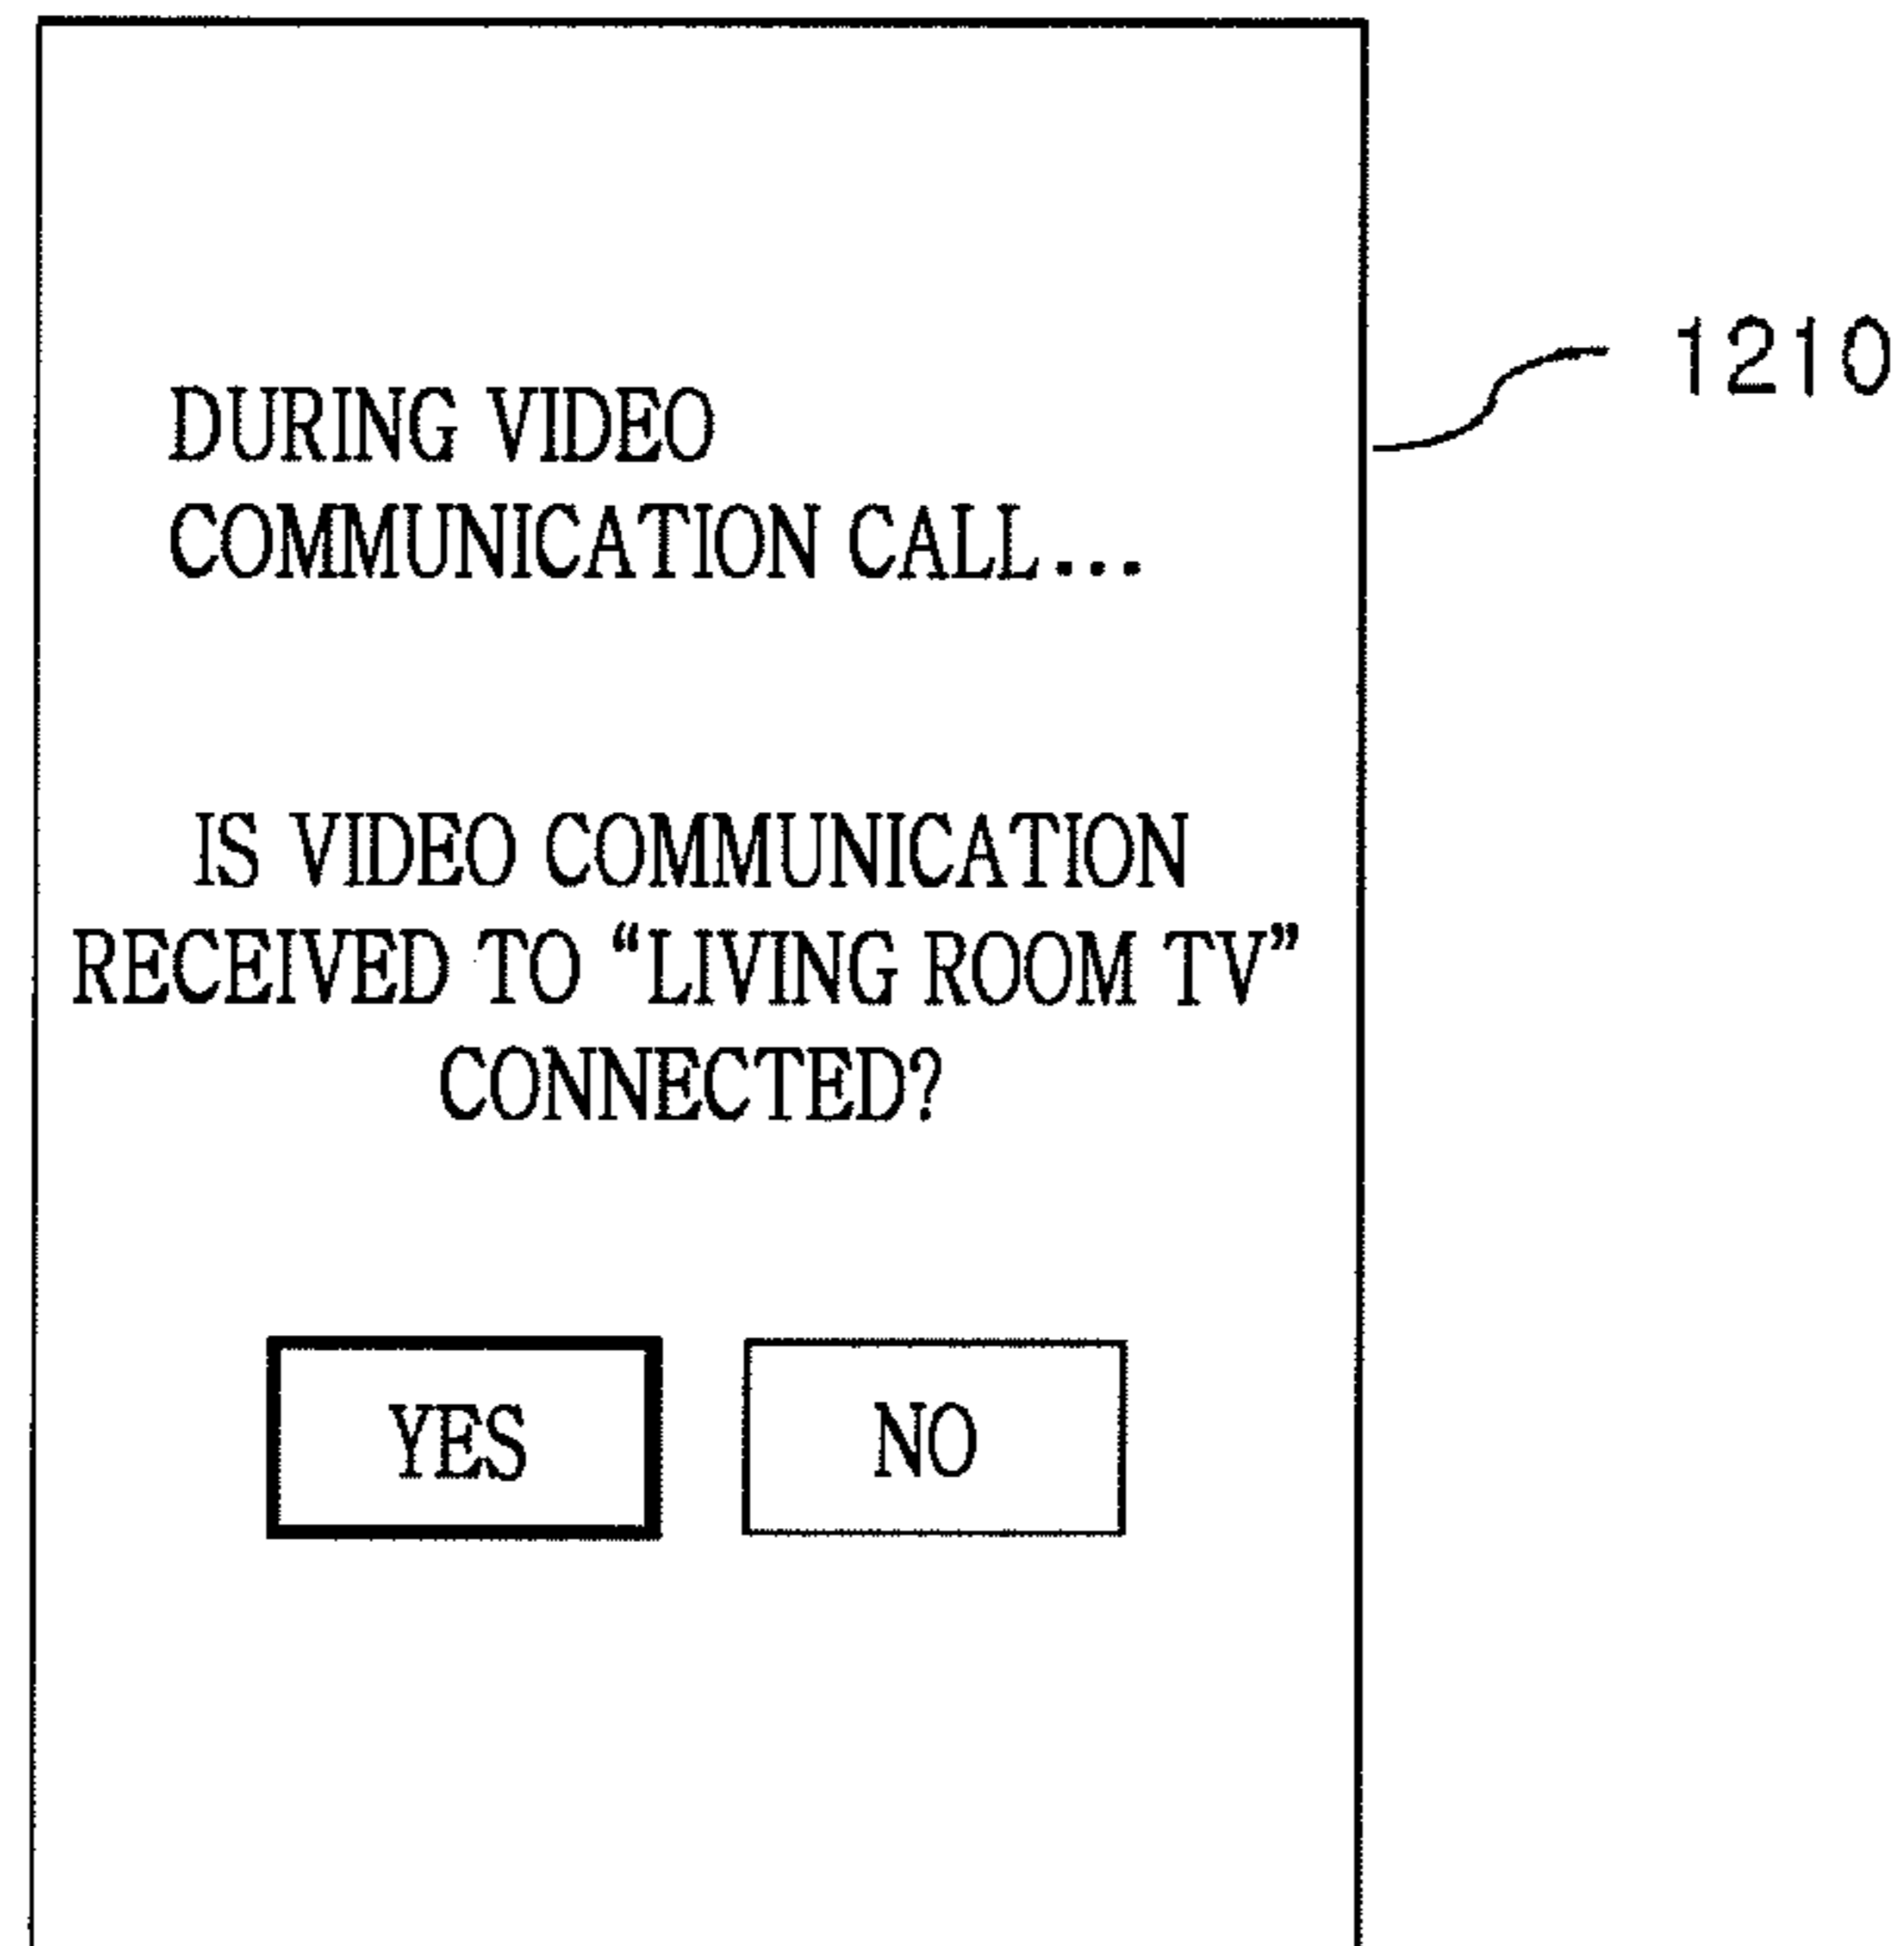 DURING VIDEO
COMMUNICATION CALL...
1210
IS VIDEO COMMUNICATION
RECEIVED TO “LIVING ROOM TV”
CONNECTED?
YES NO